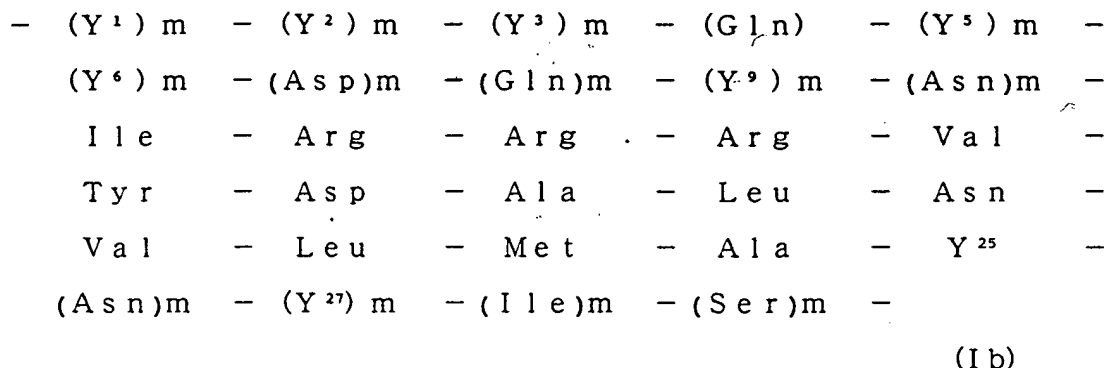 - (Y¹) m - (Y²) m - (Y³) m - (Gln) - (Y⁵) m -
(Y⁶) m - (Asp)m - (Gln)m - (Y⁹) m - (Asn)m -
Ile - Arg - Arg - Arg - Val -
Tyr - Asp - Ala - Leu - Asn -
Val - Leu - Met - Ala - Y²⁵ -
(Asn)m - (Y²⁷) m - (Ile)m - (Ser)m -
(Ib)